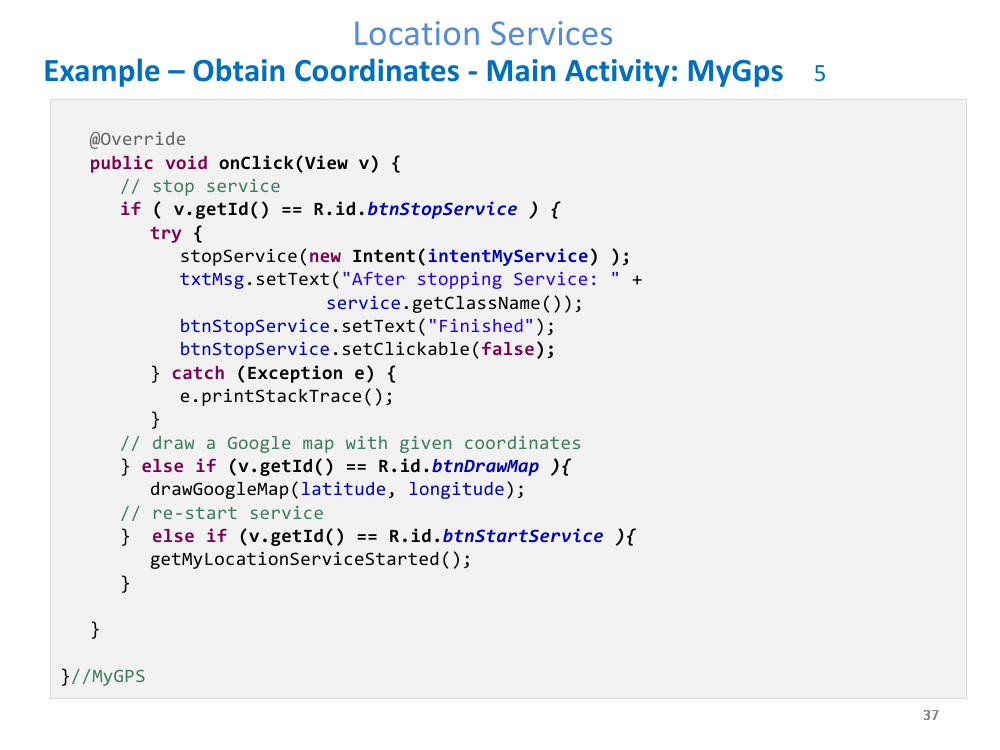 Location Services
Example – Obtain Coordinates - Main Activity: MyGps 5
@Override
public void onClick(View v) {
// stop service
if ( v.getId() == R.id.btnStopService ) {
try {
stopService(new Intent(intentMyService) );
txtMsg.setText("After stopping Service: " +
service.getClassName());
btnStopService.setText("Finished");
btnStopService.setClickable(false);
} catch (Exception e) {
e.printStackTrace();
}
// draw a Google map with given coordinates
} else if (v.getId() == R.id.btnDrawMap ){
drawGoogleMap(latitude, longitude);
// re-start service
} else if (v.getId() == R.id.btnStartService ){
getMyLocationServiceStarted();
}
}
}//MyGPS
37